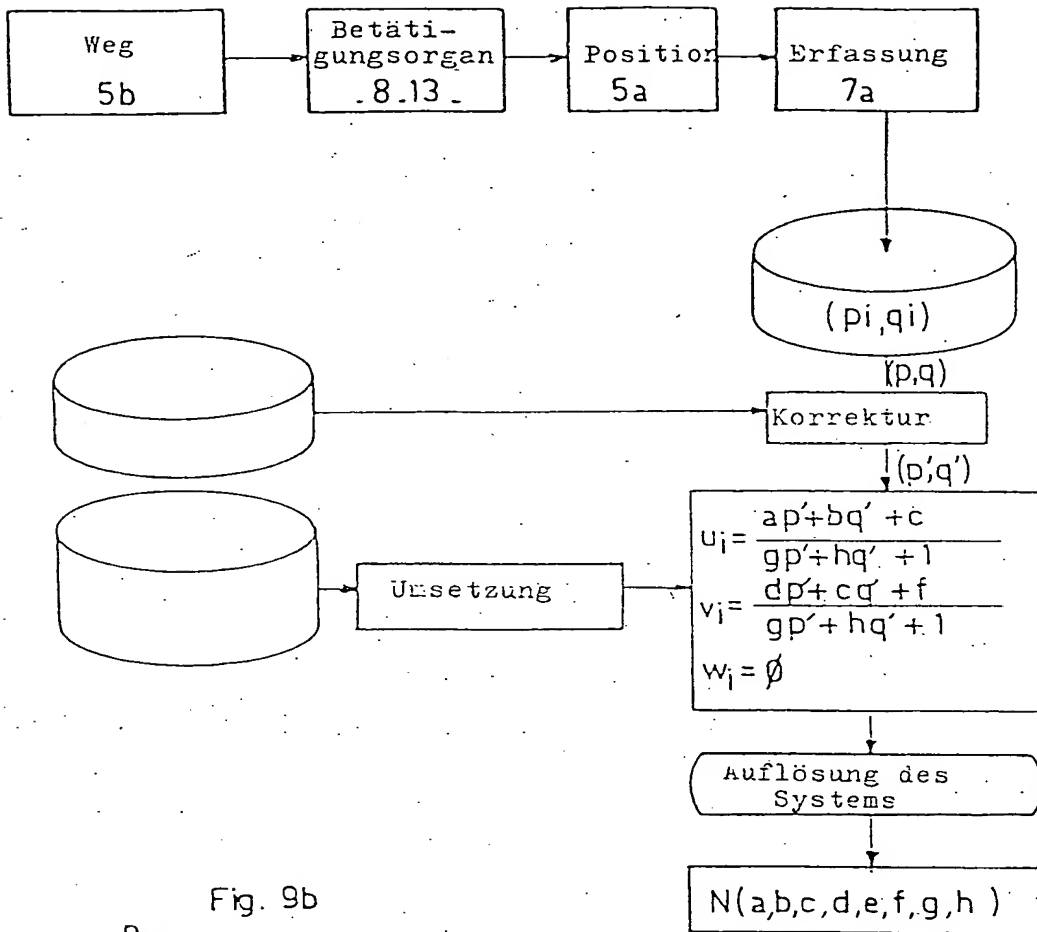 Weg
5b
Betäti-
gungsorgan
8.13
Position
5a
Erfassung
7a
(pi,qi)
(p,q)
Korrektur
(p',q')
Umsetzung
ui= ap'+bq'+c
gp'+hq'+1
vi= dp'+cq'+f
gp'+hq'+1
wi=Ø
Auflösung des
Systems
N(a,b,c,d,e,f,g,h)
Fig. 9b